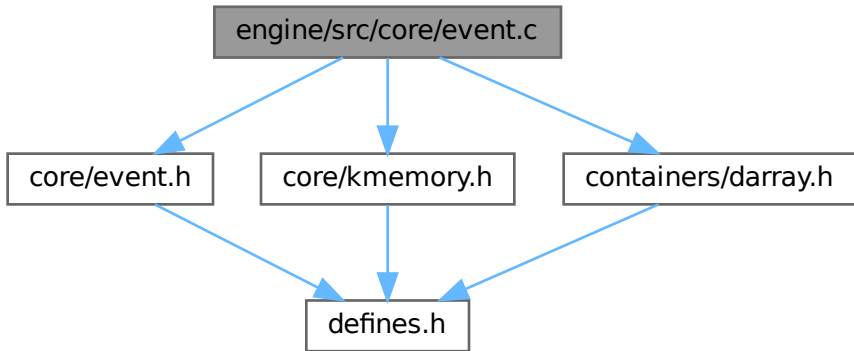 engine/src/core/event.c
core/event.h
core/kmemory.h
containers/darray.h
defines.h